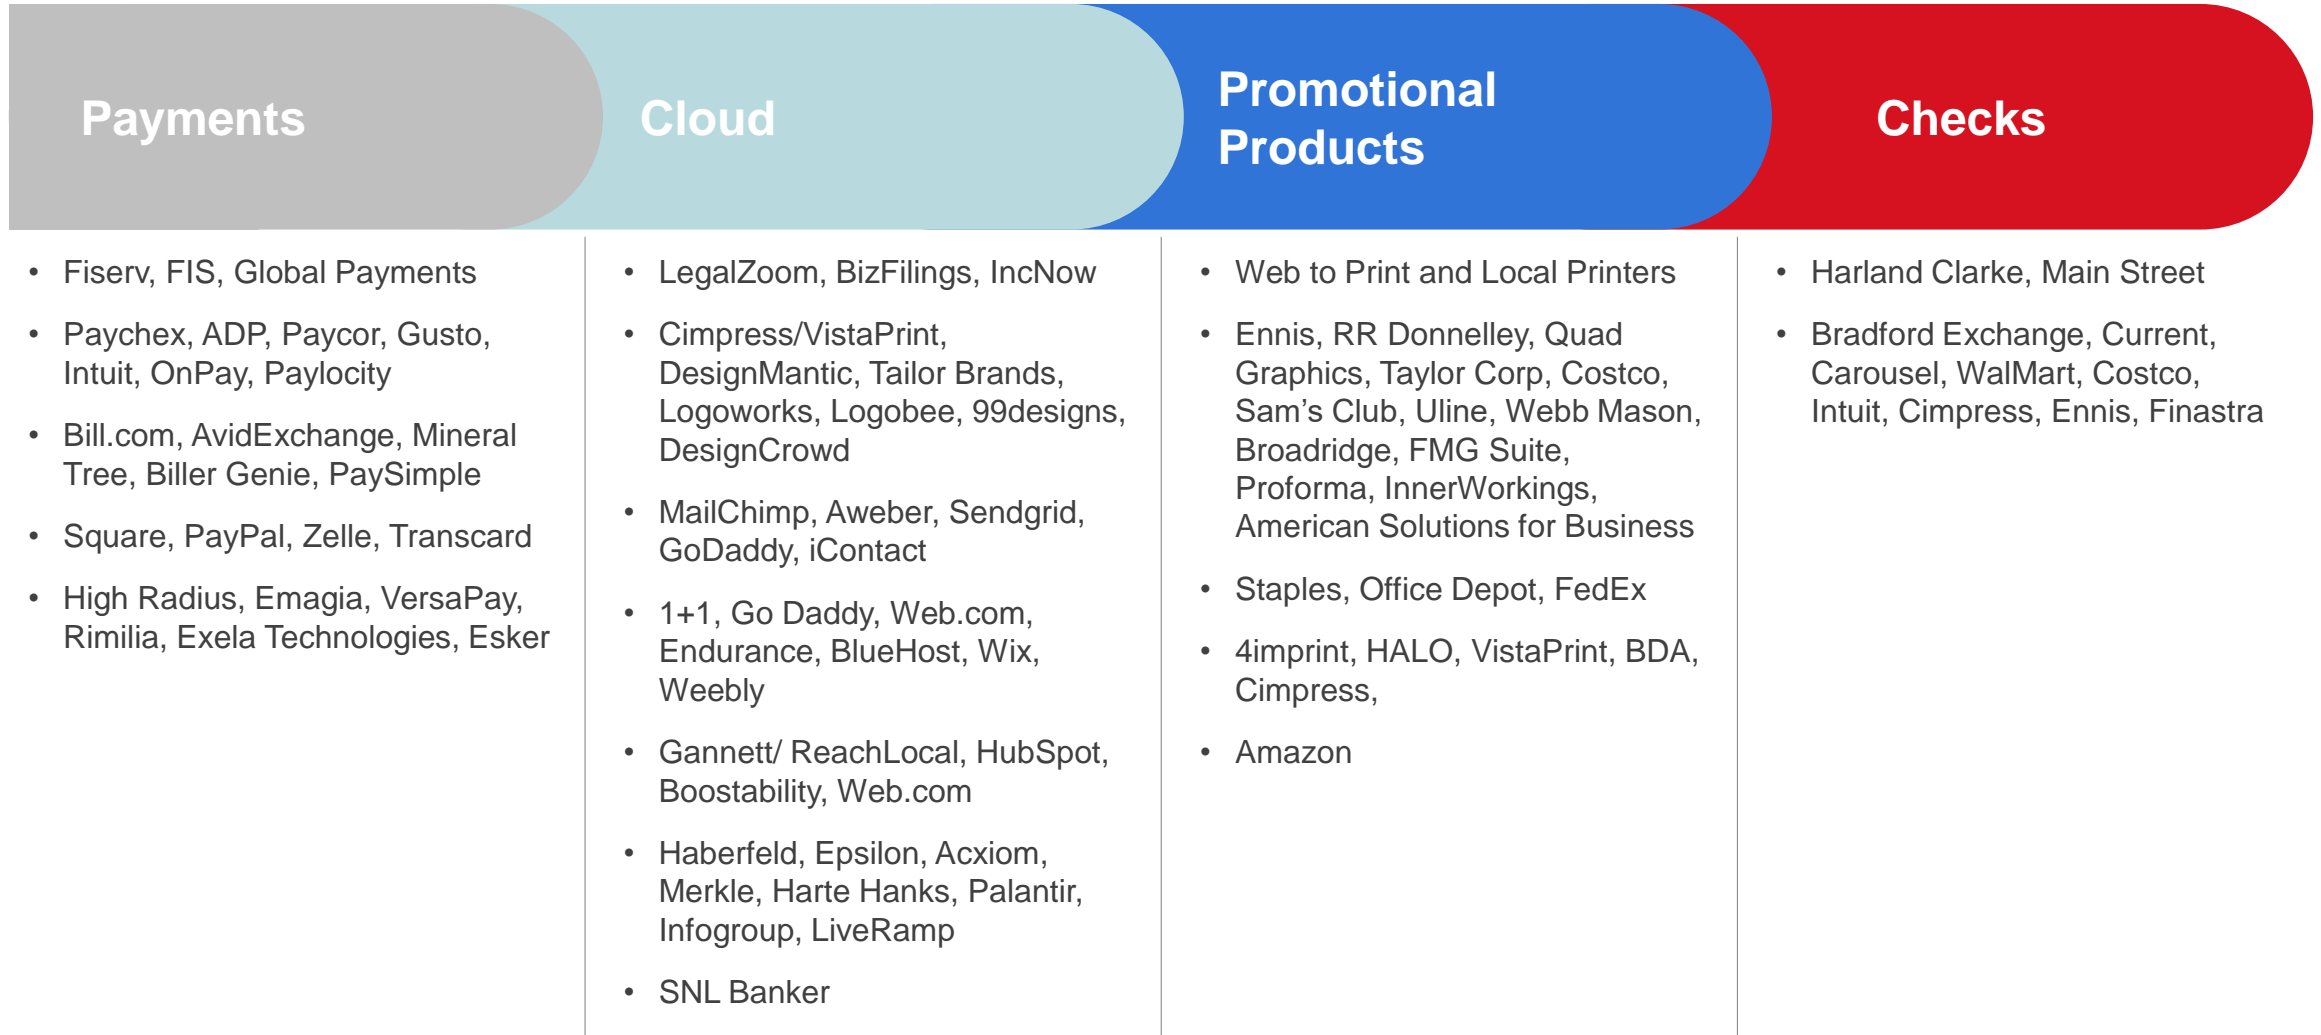 Payments
Cloud
Promotional
Products
Checks
• Fiserv, FIS, Global Payments
• Paychex, ADP, Paycor, Gusto,
Intuit, OnPay, Paylocity
• Bill.com, AvidExchange, Mineral
Tree, Biller Genie, PaySimple
• Square, PayPal, Zelle, Transcard
• High Radius, Emagia, VersaPay,
Rimilia, Exela Technologies, Esker
• LegalZoom, BizFilings, IncNow
• Cimpress/VistaPrint,
DesignMantic, Tailor Brands,
Logoworks, Logobee, 99designs,
DesignCrowd
• MailChimp, Aweber, Sendgrid,
GoDaddy, iContact
• 1+1, Go Daddy, Web.com,
Endurance, BlueHost, Wix,
Weebly
• Gannett/ ReachLocal, HubSpot,
Boostability, Web.com
• Haberfeld, Epsilon, Acxiom,
Merkle, Harte Hanks, Palantir,
Infogroup, LiveRamp
• SNL Banker
• Web to Print and Local Printers
• Ennis, RR Donnelley, Quad
Graphics, Taylor Corp, Costco,
Sam’s Club, Uline, Webb Mason,
Broadridge, FMG Suite,
Proforma, InnerWorkings,
American Solutions for Business
• Staples, Office Depot, FedEx
• 4imprint, HALO, VistaPrint, BDA,
Cimpress,
• Amazon
• Harland Clarke, Main Street
• Bradford Exchange, Current,
Carousel, WalMart, Costco,
Intuit, Cimpress, Ennis, Finastra